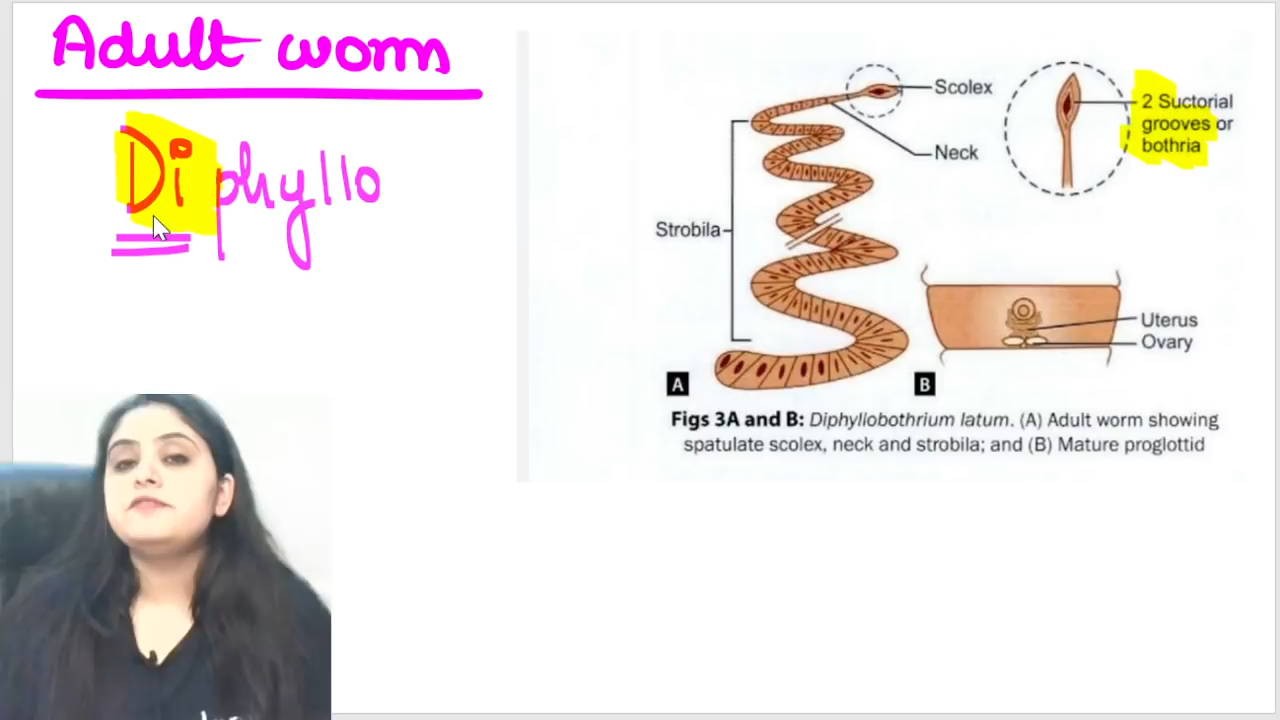 Adult worm
Diphyllo
Scolex
Neck
Strobila
2 Suctorial
grooves or
bothria
Uterus
Ovary
A
B
Figs 3A and B: Diphyllobothrium latum. (A) Adult worm showing
spatulate scolex, neck and strobila; and (B) Mature proglottid